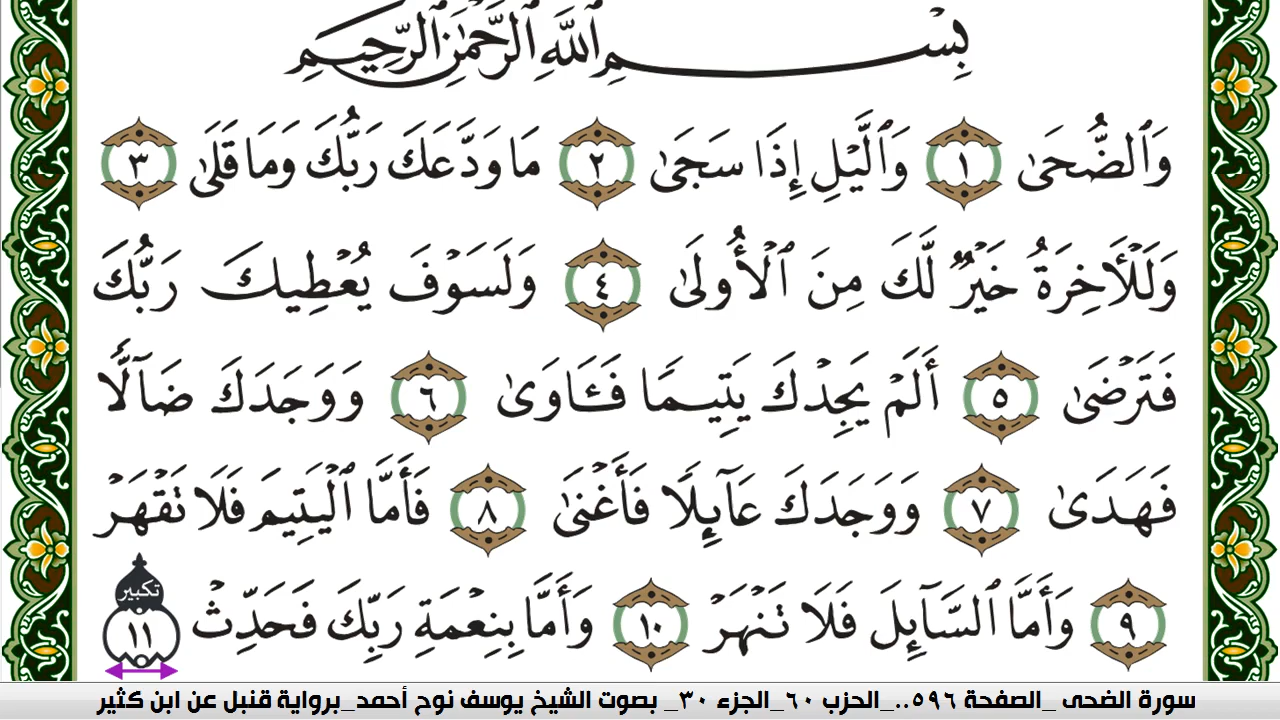 بِسْمِ ٱللَّهِ ٱلرَّحْمَٰنِ ٱلرَّحِيمِ
وَٱلضُّحَىٰ ١ وَٱلَّيْلِ إِذَا سَجَىٰ ٢ مَا وَدَّعَكَ رَبُّكَ وَمَا قَلَىٰ ٣
وَلَلْأَخِرَةُ خَيْرٌ لَّكَ مِنَ ٱلْأُولَىٰ ٤ وَلَسَوْفَ يُعْطِيكَ رَبُّكَ
فَتَرْضَىٰ ٥ أَلَمْ يَجِدْكَ يَتِيمًا فَـَٔاوَىٰ ٦ وَوَجَدَكَ ضَآلًّا
فَهَدَىٰ ٧ وَوَجَدَكَ عَآئِلًا فَأَغْنَىٰ ٨ فَأَمَّا ٱلْيَتِيمَ فَلَا تَقْهَرْ
٩ وَأَمَّا ٱلسَّآئِلَ فَلَا تَنْهَرْ ١٠ وَأَمَّا بِنِعْمَةِ رَبِّكَ فَحَدِّثْ تكبير ١١
سورة الضحى _الصفحة ٥٩٦.._الحزب ٦٠_الجزء ٣٠_ بصوت الشيخ يوسف نوح أحمد_برواية قنبل عن ابن كثير